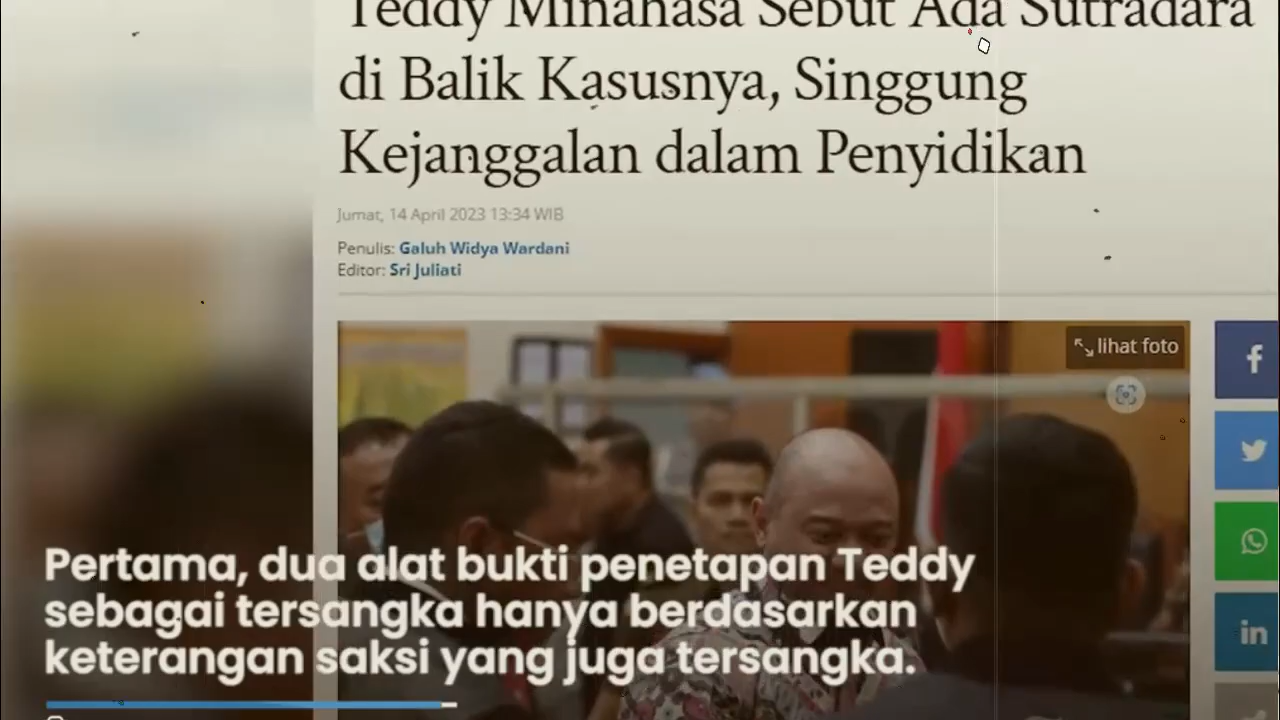 Teddy Minahasa Sebut Ada Sutradara
di Balik Kasusnya, Singgung
Kejanggalan dalam Penyidikan
Jumat, 14 April 2023 13:34 WIB
Penulis: Galuh Widya Wardani
Editor: Sri Juliati
lihat foto
Pertama, dua alat bukti penetapan Teddy
sebagai tersangka hanya berdasarkan
keterangan saksi yang juga tersangka.